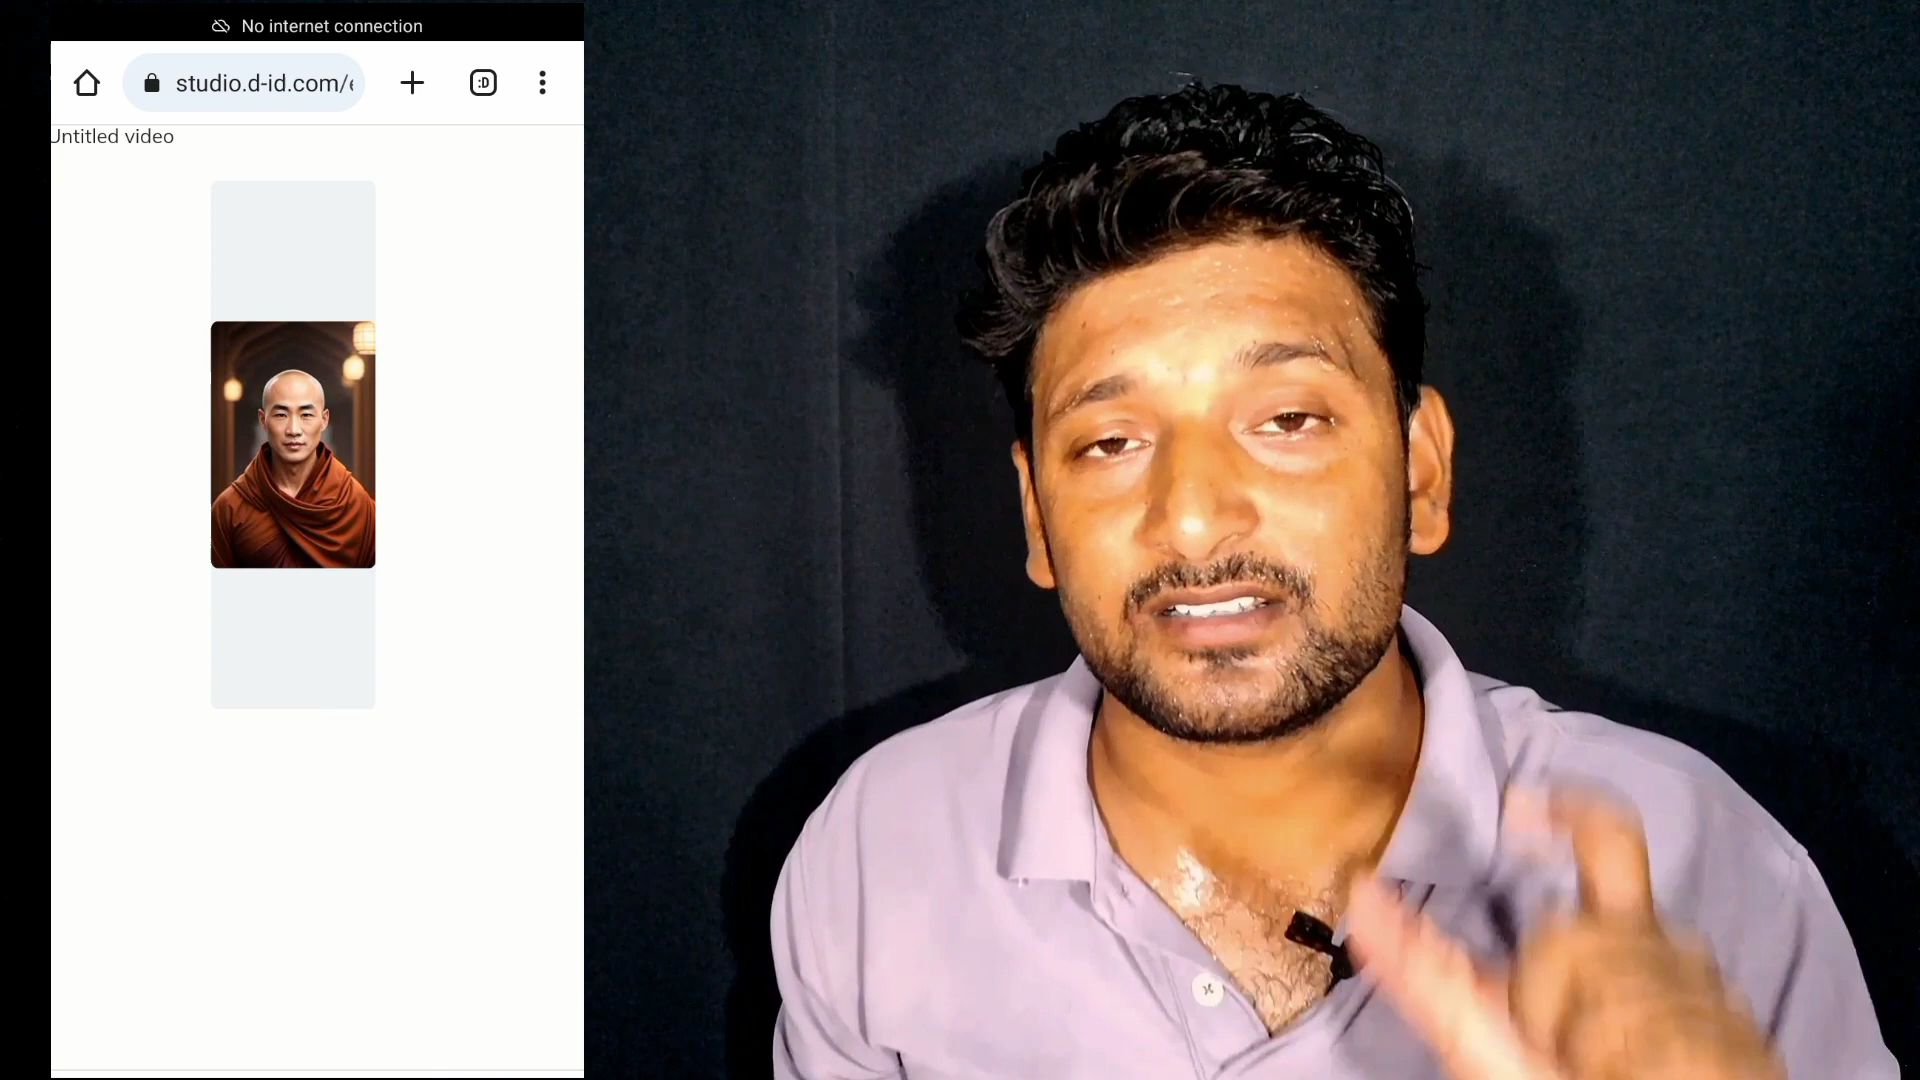 No internet connection
studio.d-id.com/
:D
Untitled video